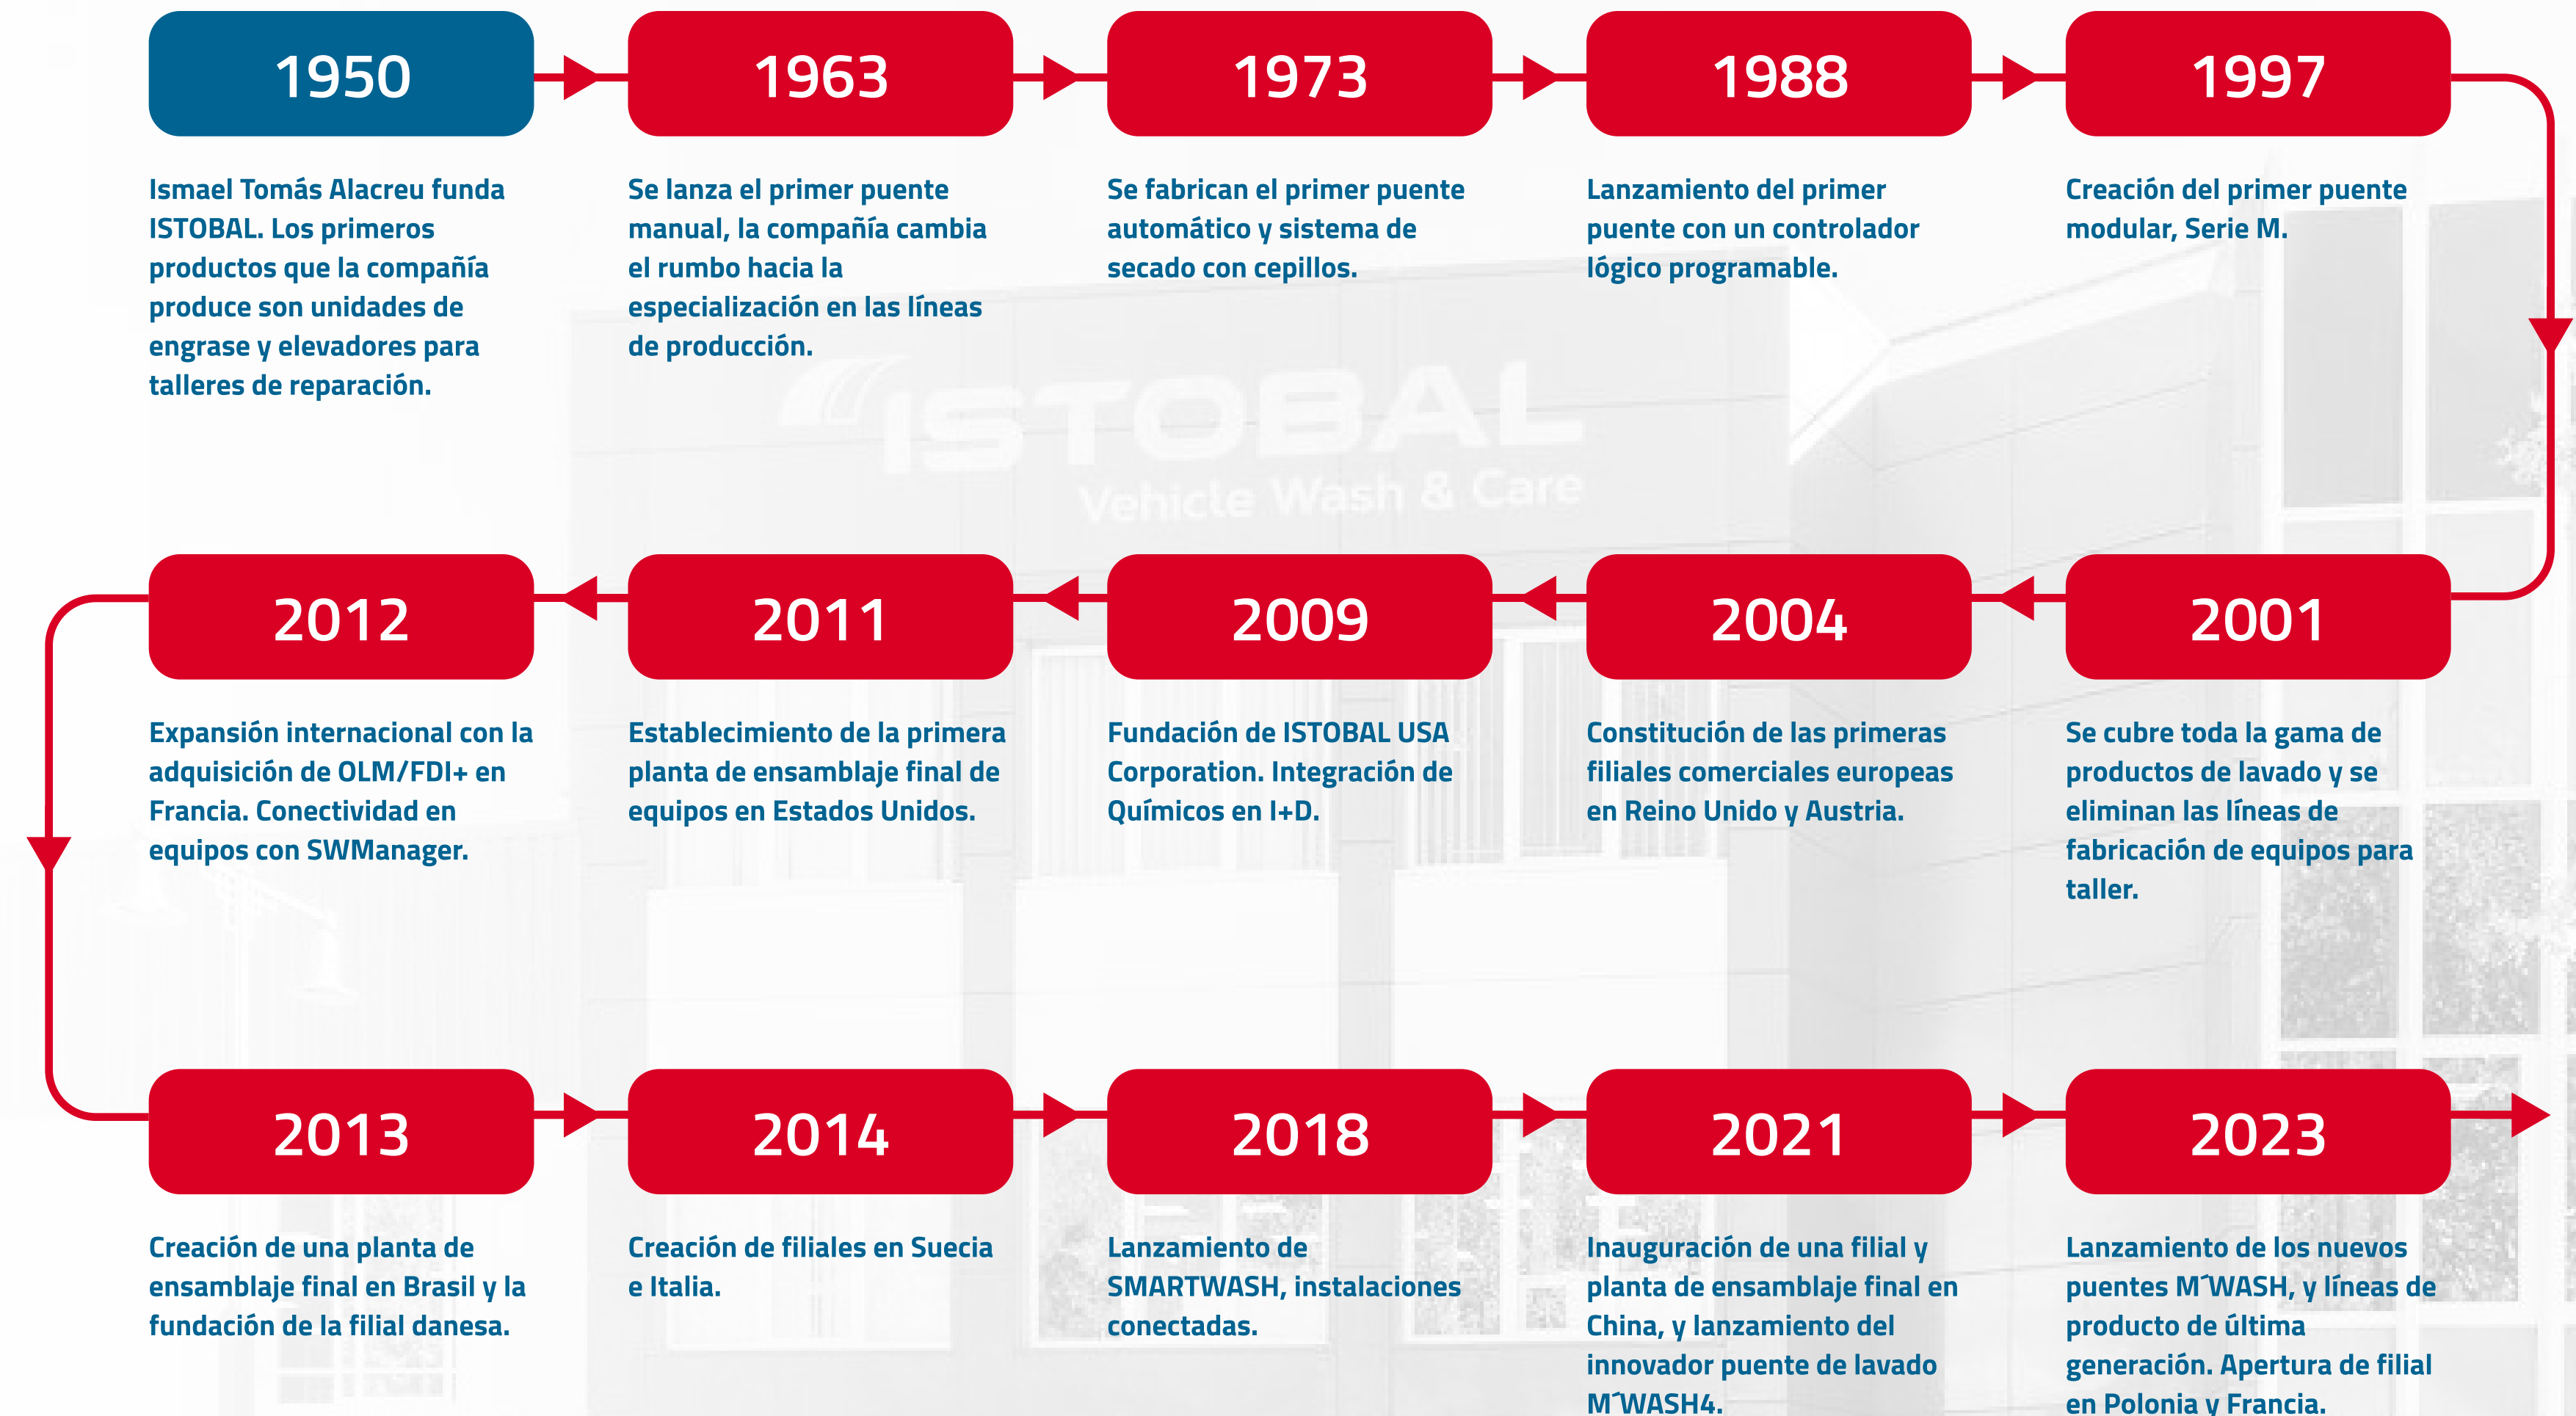 1950
Ismael Tomás Alacreu funda
ISTOBAL. Los primeros
productos que la compañía
produce son unidades de
engrase y elevadores para
talleres de reparación.
1963
Se lanza el primer puente
manual, la compañía cambia
el rumbo hacia la
especialización en las líneas
de producción.
1973
Se fabrican el primer puente
automático y sistema de
secado con cepillos.
1988
Lanzamiento del primer
puente con un controlador
lógico programable.
1997
Creación del primer puente
modular, Serie M.
ISTOBAL
Vehicle Wash & Care
2001
Se cubre toda la gama de
productos de lavado y se
eliminan las líneas de
fabricación de equipos para
taller.
2004
Constitución de las primeras
filiales comerciales europeas
en Reino Unido y Austria.
2009
Fundación de ISTOBAL USA
Corporation. Integración de
Químicos en I+D.
2011
Establecimiento de la primera
planta de ensamblaje final de
equipos en Estados Unidos.
2012
Expansión internacional con la
adquisición de OLM/FDI+ en
Francia. Conectividad en
equipos con SWManager.
2013
Creación de una planta de
ensamblaje final en Brasil y la
fundación de la filial danesa.
2014
Creación de filiales en Suecia
e Italia.
2018
Lanzamiento de
SMARTWASH, instalaciones
conectadas.
2021
Inauguración de una filial y
planta de ensamblaje final en
China, y lanzamiento del
innovador puente de lavado
M´WASH4.
2023
Lanzamiento de los nuevos
puentes M´WASH, y líneas de
producto de última
generación. Apertura de filial
en Polonia y Francia.